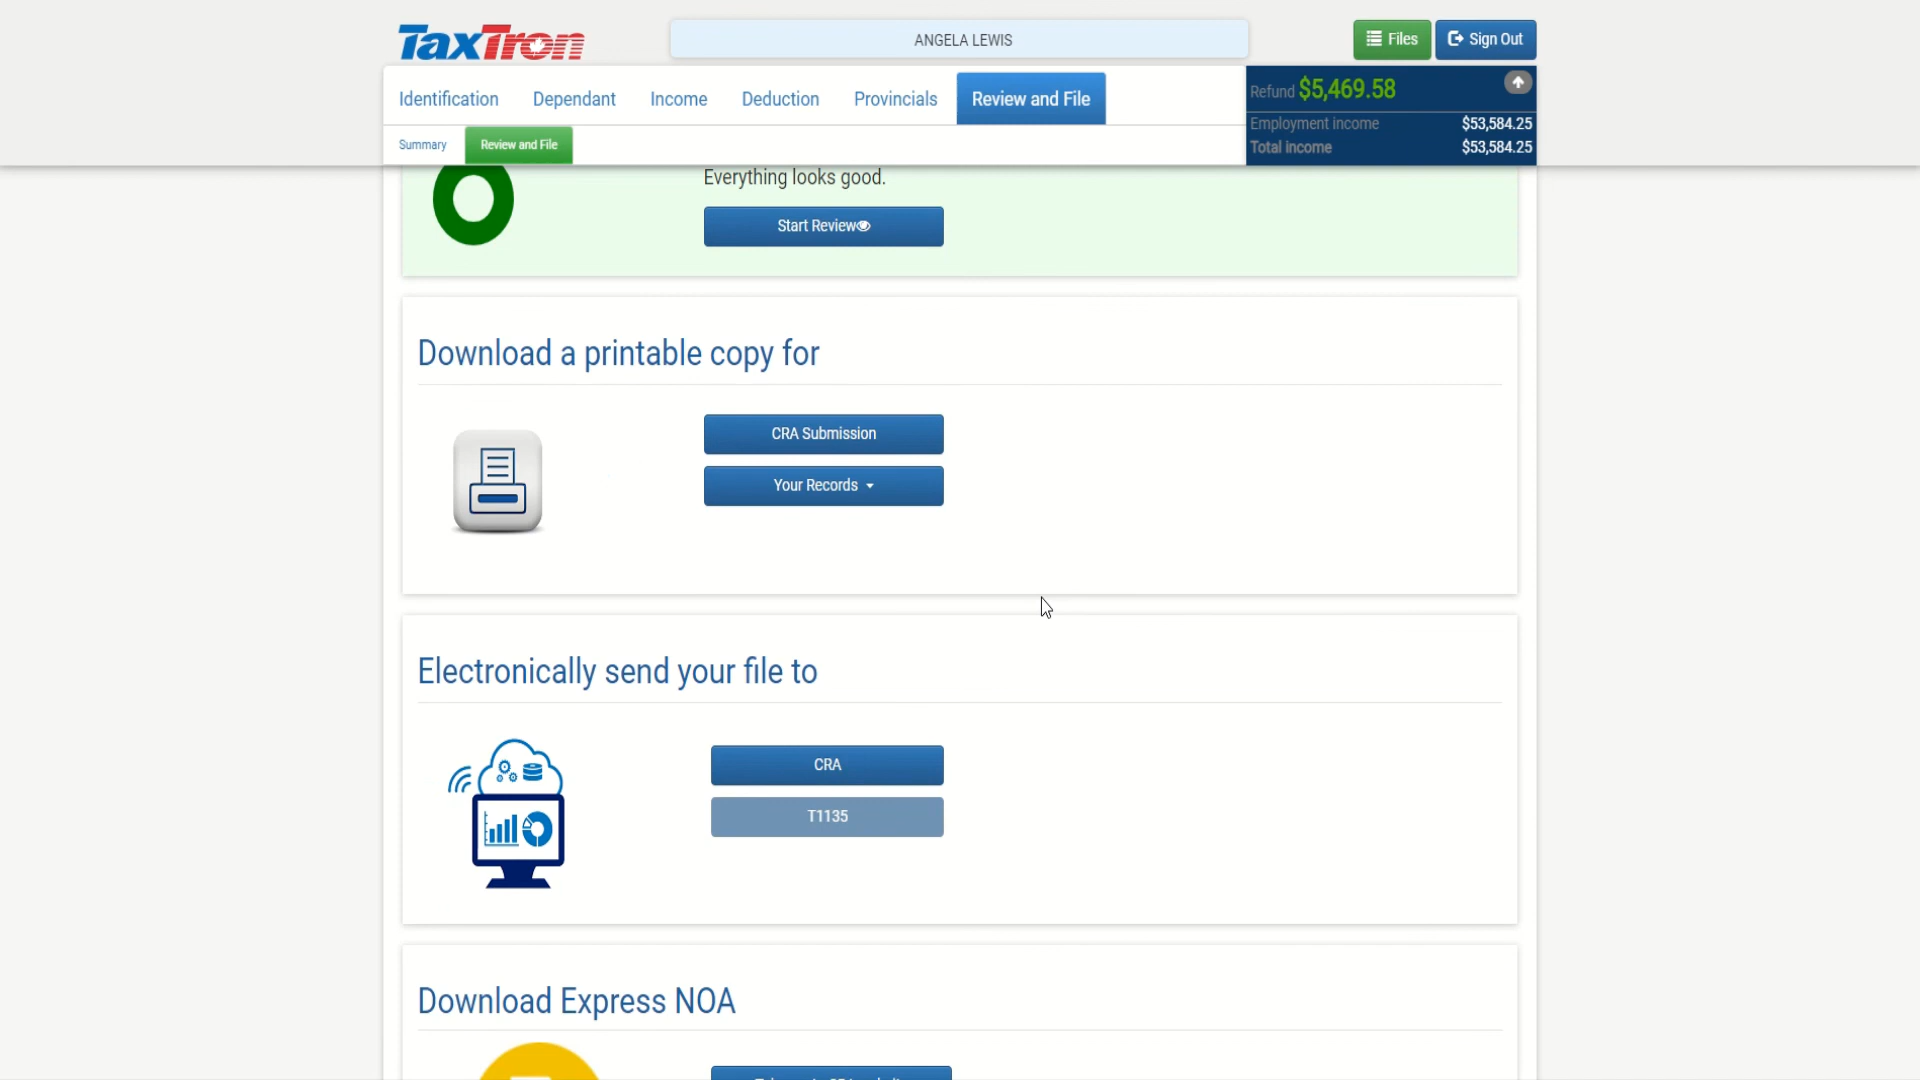 TaxTron
ANGELA LEWIS
Files
Sign Out
Identification
Dependant
Income
Deduction
Provincials
Review and File
Refund $5,469.58
Summary
Review and File
Employment income $53,584.25
Total income $53,584.25
Everything looks good.
Start Review
Download a printable copy for
CRA Submission
Your Records
Electronically send your file to
CRA
T1135
Download Express NOA